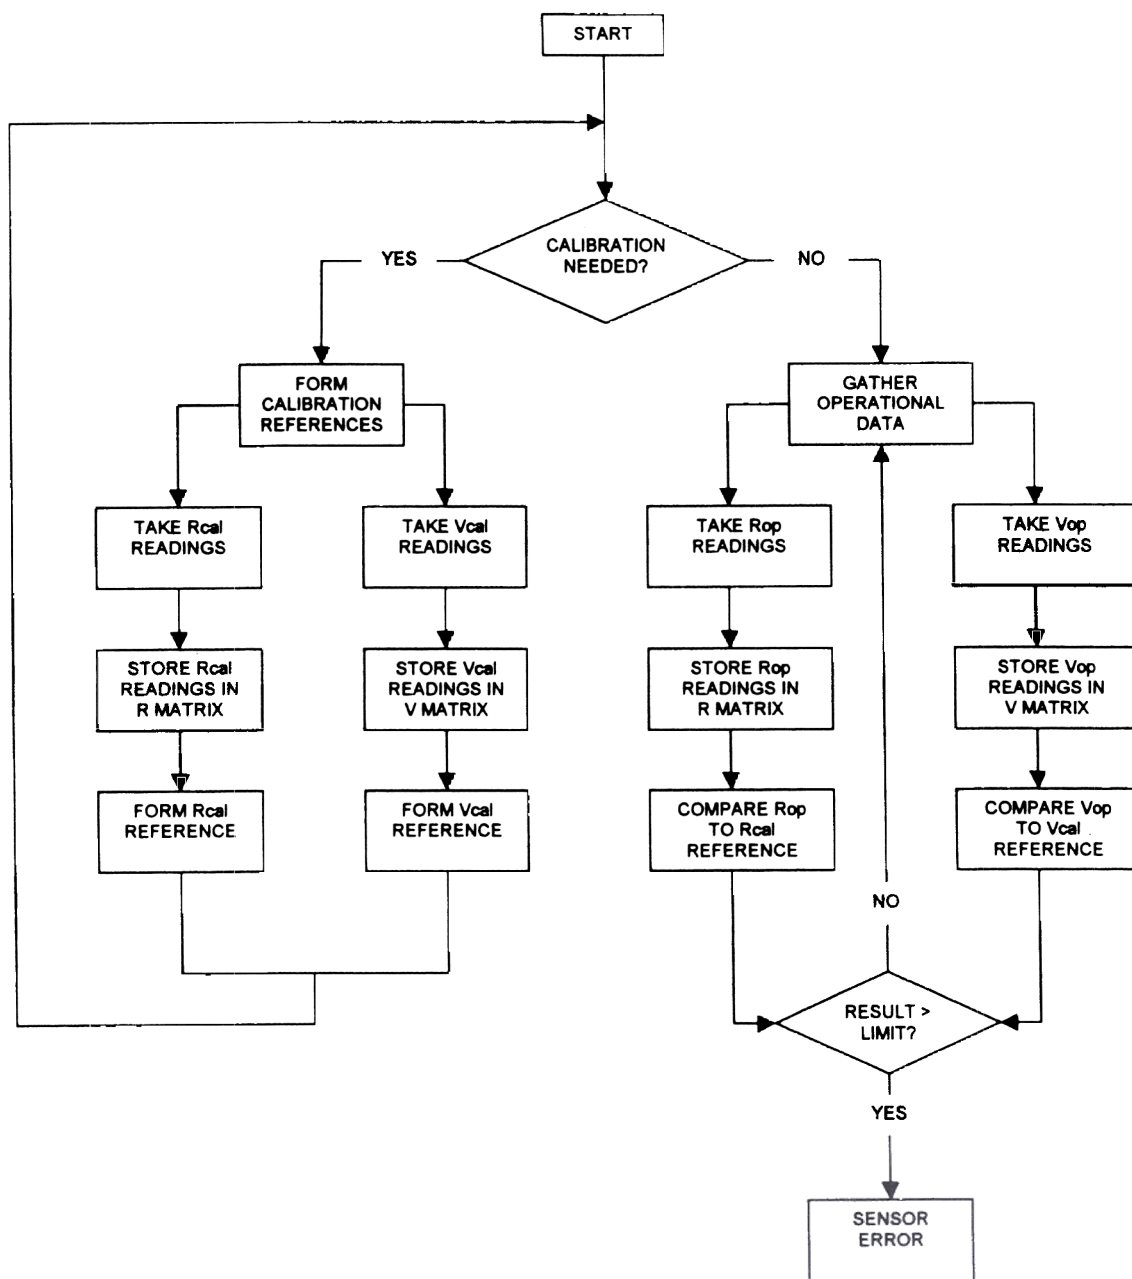 START
CALIBRATION
NEEDED?
YES
NO
FORM
CALIBRATION
REFERENCES
GATHER
OPERATIONAL
DATA
TAKE Rcal
READINGS
TAKE Vcal
READINGS
TAKE Rop
READINGS
TAKE Vop
READINGS
STORE Rcal
READINGS IN
R MATRIX
STORE Vcal
READINGS IN
V MATRIX
STORE Rop
READINGS IN
R MATRIX
STORE Vop
READINGS IN
V MATRIX
FORM Rcal
REFERENCE
FORM Vcal
REFERENCE
COMPARE Rop
TO Rcal
REFERENCE
COMPARE Vop
TO Vcal
REFERENCE
NO
RESULT >
LIMIT?
YES
SENSOR
ERROR